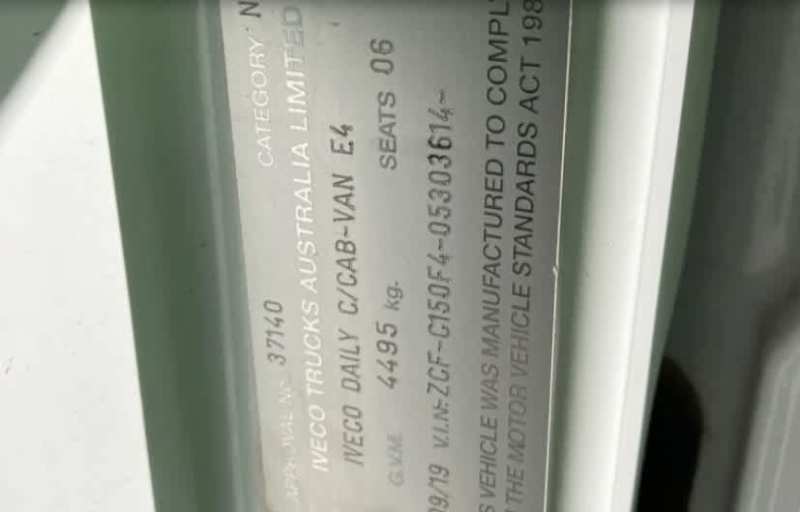 APPROVAL No. 37140 CATEGORY N
IVECO TRUCKS AUSTRALIA LIMITED
IVECO DAILY C/CAB-VAN E4
G.V.M. 4495 kg. SEATS 06
09/19 V.I.N:-ZCF-C150F4-05303614-
S VEHICLE WAS MANUFACTURED TO COMPLY
THE MOTOR VEHICLE STANDARDS ACT 198